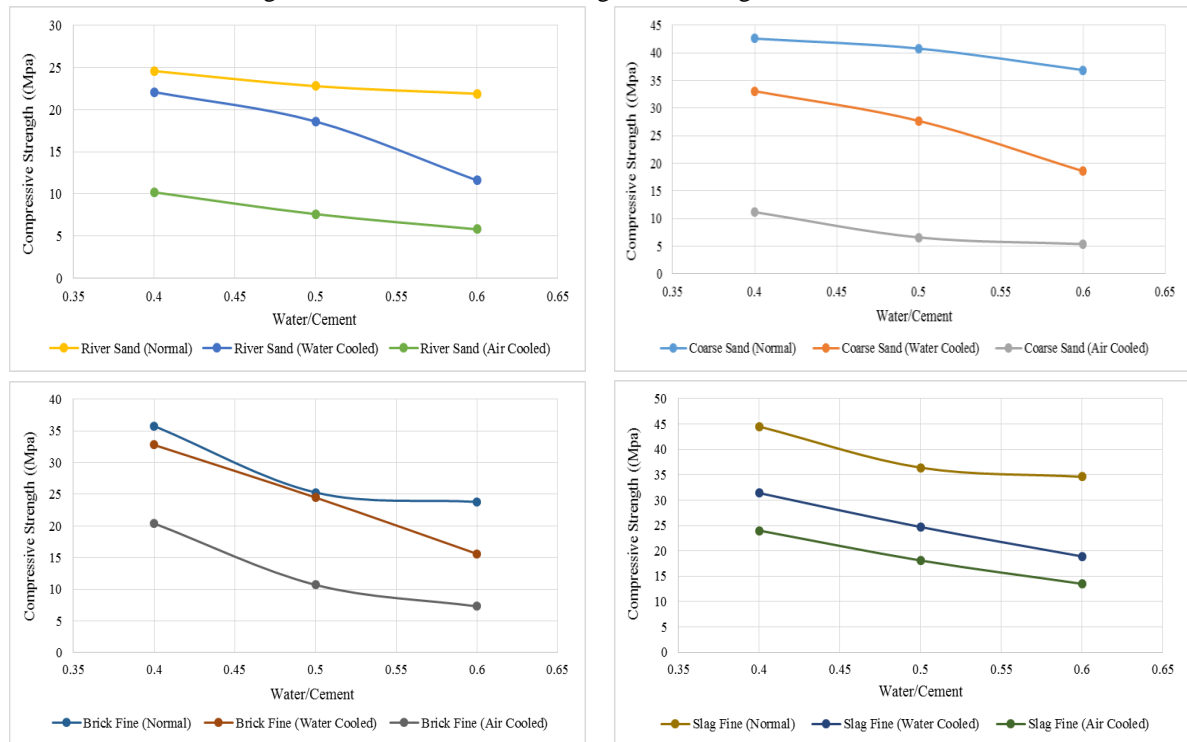 30
25
20
15
10
5
0
Compressive Strength ((Mpa)
0.35 0.4 0.45 0.5 0.55 0.6 0.65
Water/Cement
River Sand (Normal) River Sand (Water Cooled) River Sand (Air Cooled)
45
40
35
30
25
20
15
10
5
0
Compressive Strength ((Mpa)
0.35 0.4 0.45 0.5 0.55 0.6 0.65
Water/Cement
Coarse Sand (Normal) Coarse Sand (Water Cooled) Coarse Sand (Air Cooled)
40
35
30
25
20
15
10
5
0
Compressive Strength ((Mpa)
0.35 0.4 0.45 0.5 0.55 0.6 0.65
Water/Cement
Brick Fine (Normal) Brick Fine (Water Cooled) Brick Fine (Air Cooled)
50
45
40
35
30
25
20
15
10
5
0
Compressive Strength ((Mpa)
0.35 0.4 0.45 0.5 0.55 0.6 0.65
Water/Cement
Slag Fine (Normal) Slag Fine (Water Cooled) Slag Fine (Air Cooled)